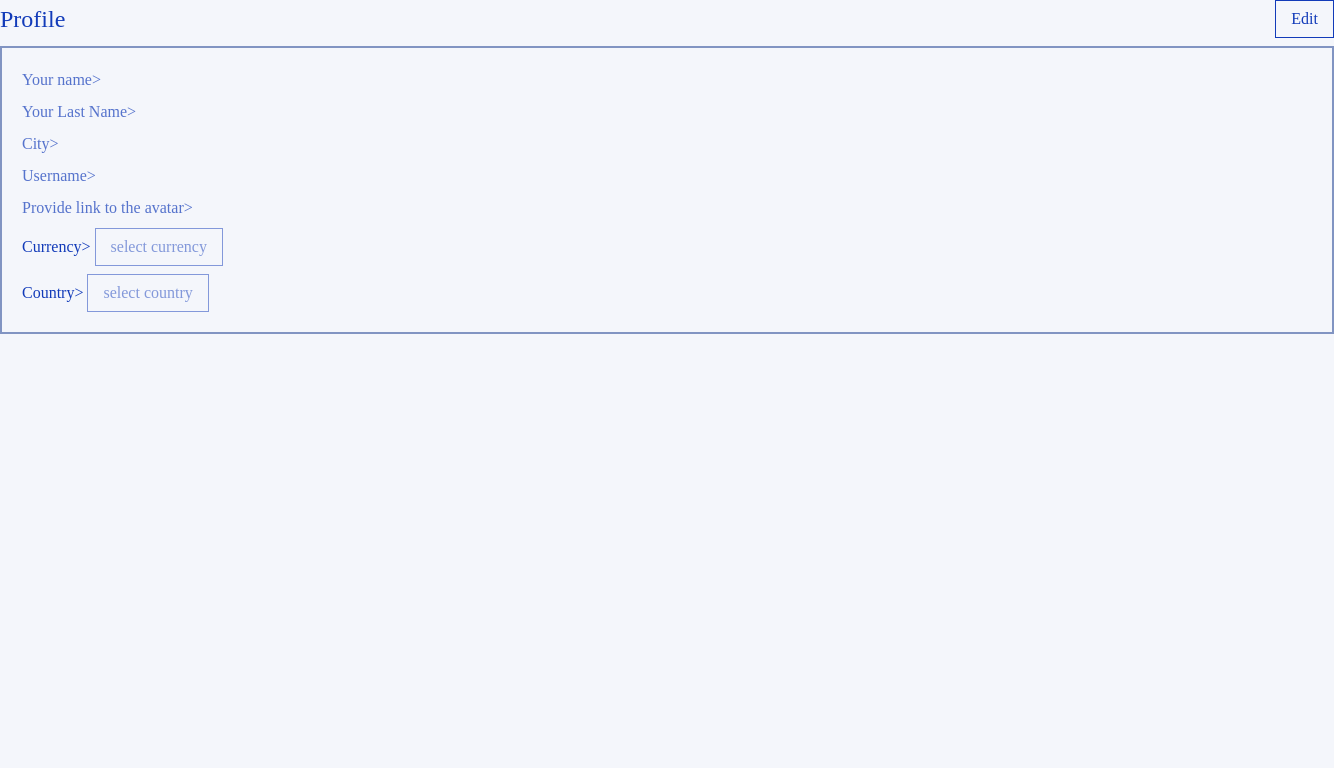 Profile
Edit
Your name>
Your Last Name>
City>
Username>
Provide link to the avatar>
Currency> select currency
Country> select country